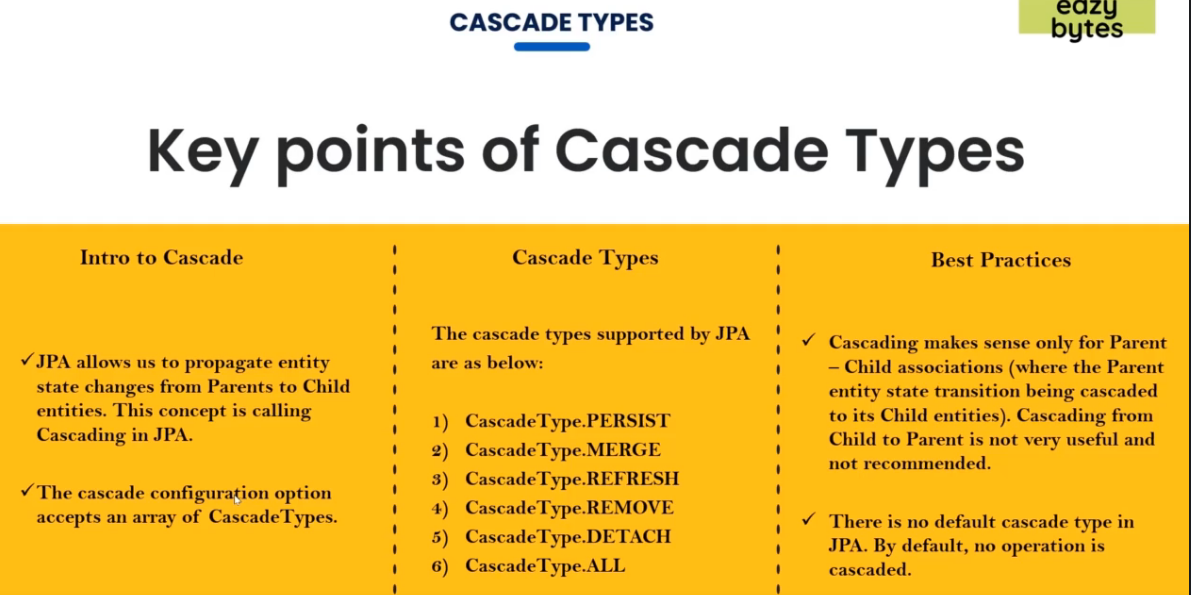 CASCADE TYPES
eazy
bytes
Key points of Cascade Types
Intro to Cascade
✓JPA allows us to propagate entity
state changes from Parents to Child
entities. This concept is calling
Cascading in JPA.
✓The cascade configuration option
accepts an array of CascadeTypes.
Cascade Types
The cascade types supported by JPA
are as below:
1) CascadeType.PERSIST
2) CascadeType.MERGE
3) CascadeType.REFRESH
4) CascadeType.REMOVE
5) CascadeType.DETACH
6) CascadeType.ALL
Best Practices
✓ Cascading makes sense only for Parent
– Child associations (where the Parent
entity state transition being cascaded
to its Child entities). Cascading from
Child to Parent is not very useful and
not recommended.
✓ There is no default cascade type in
JPA. By default, no operation is
cascaded.